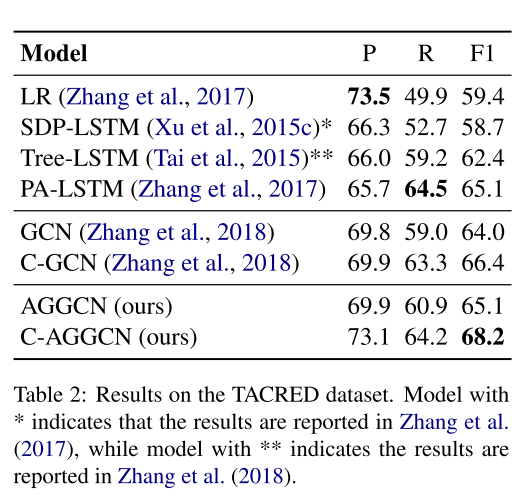 Model P R F1
LR (Zhang et al., 2017) 73.5 49.9 59.4
SDP-LSTM (Xu et al., 2015c)* 66.3 52.7 58.7
Tree-LSTM (Tai et al., 2015)** 66.0 59.2 62.4
PA-LSTM (Zhang et al., 2017) 65.7 64.5 65.1
GCN (Zhang et al., 2018) 69.8 59.0 64.0
C-GCN (Zhang et al., 2018) 69.9 63.3 66.4
AGGCN (ours) 69.9 60.9 65.1
C-AGGCN (ours) 73.1 64.2 68.2
Table 2: Results on the TACRED dataset. Model with
* indicates that the results are reported in Zhang et al.
(2017), while model with ** indicates the results are
reported in Zhang et al. (2018).